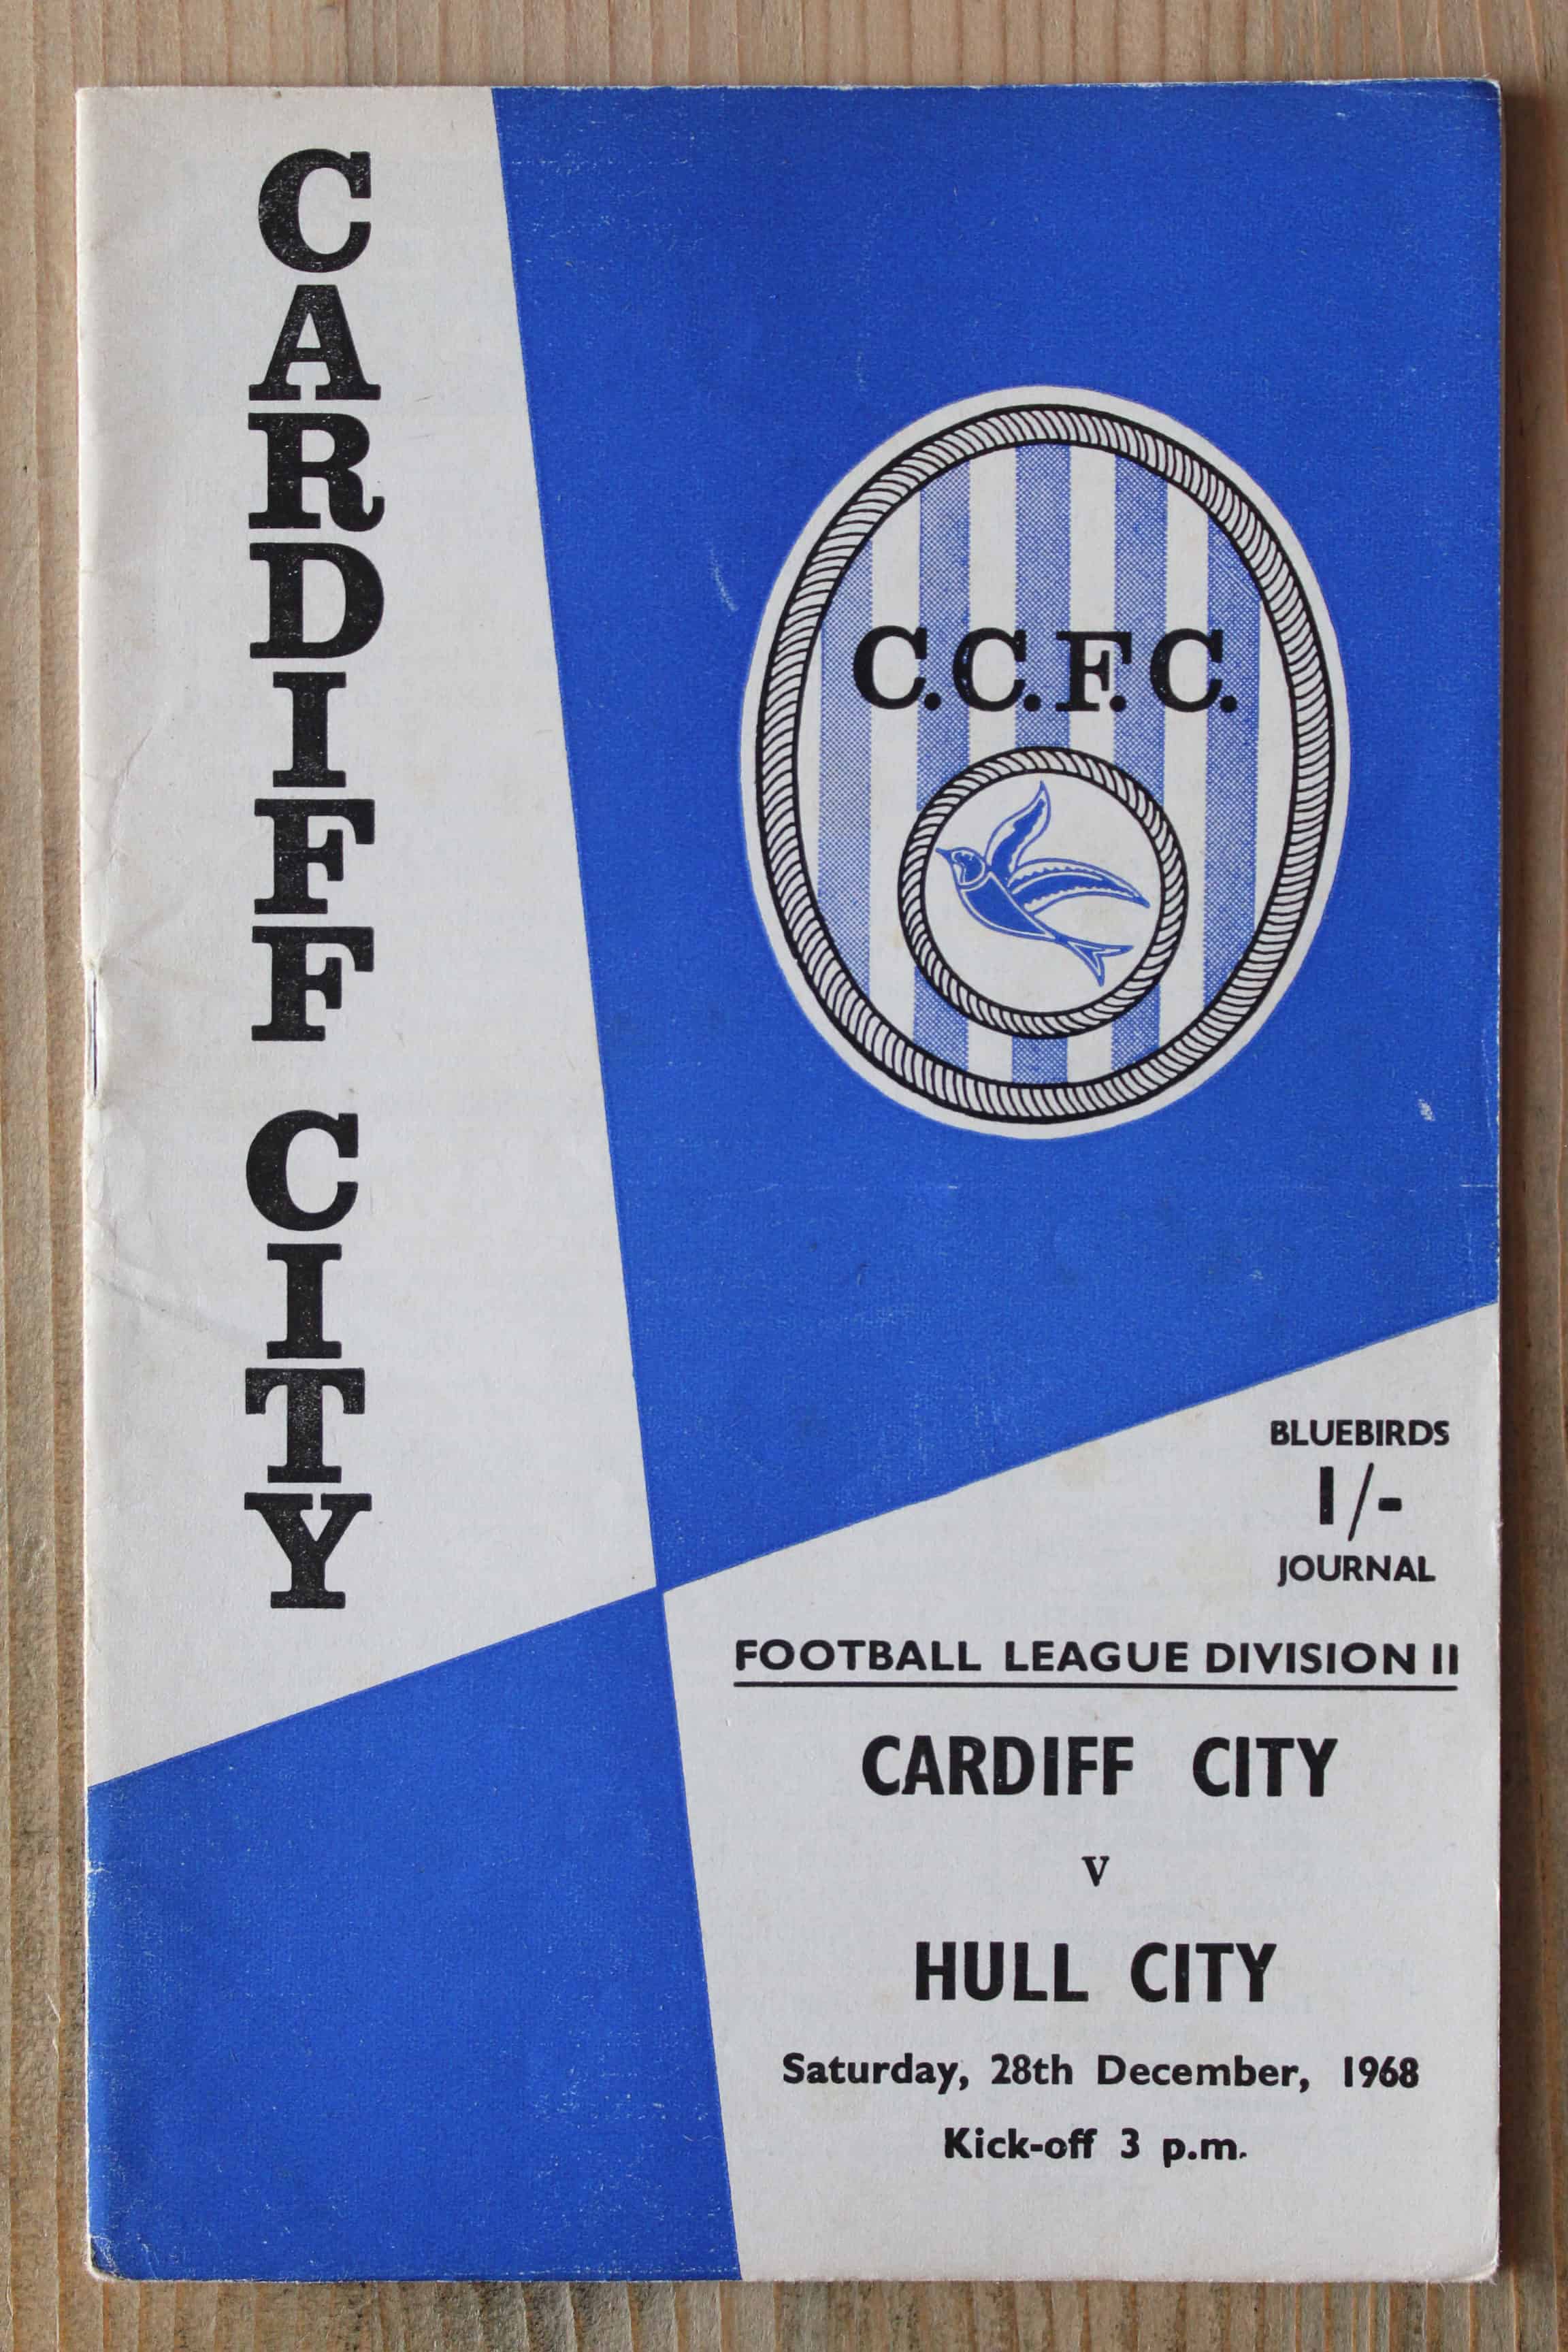 CARDIFF CITY
C.C.F.C.
BLUEBIRDS
1/-
JOURNAL
FOOTBALL LEAGUE DIVISION II
CARDIFF CITY
v
HULL CITY
Saturday, 28th December, 1968
Kick-off 3 p.m.